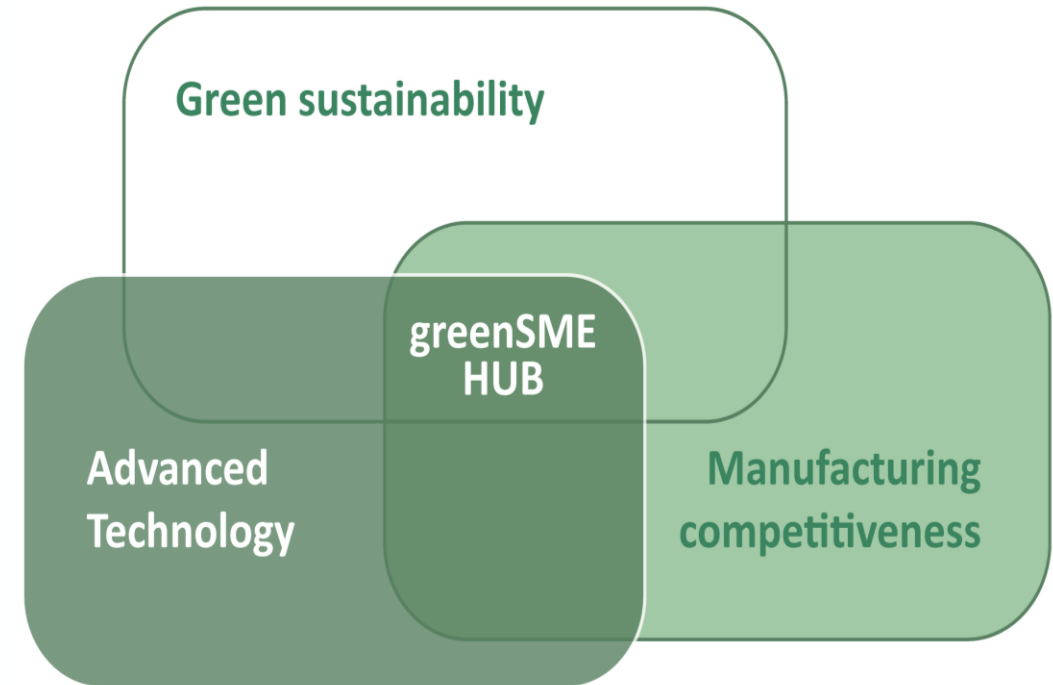 Green sustainability
greenSME
HUB
Advanced
Technology
Manufacturing
competitiveness